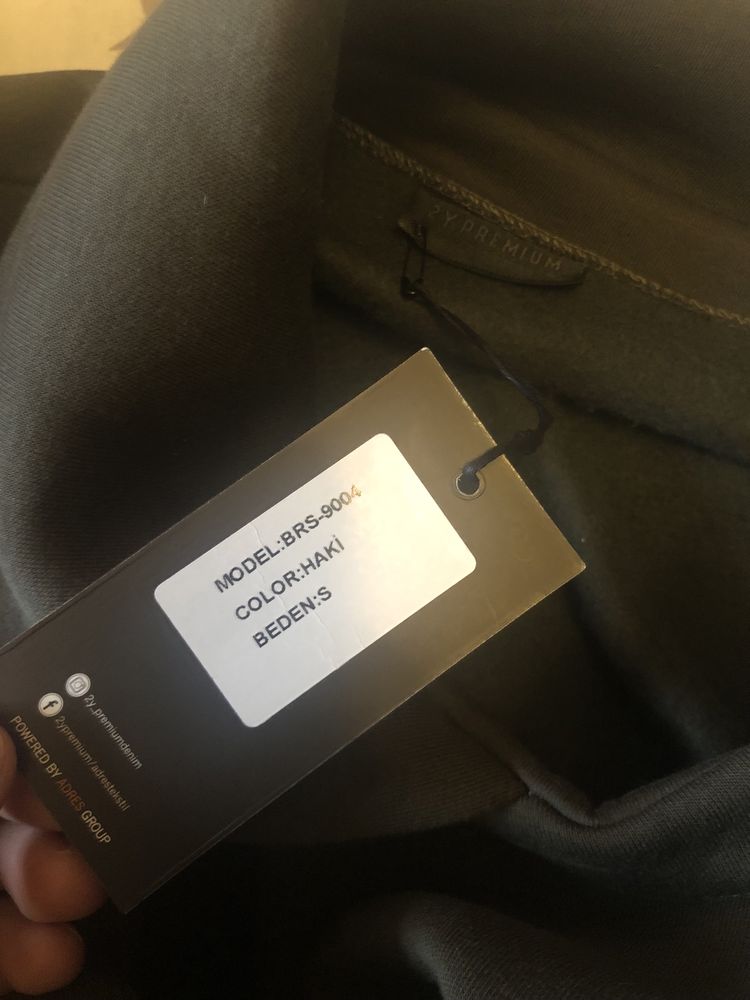 2Y PREMIUM
MODEL:BRS-9004
COLOR:HAKİ
BEDEN:S
2y_premiumdenim
2ypremium/adrestekstil
POWERED BY ADRES GROUP